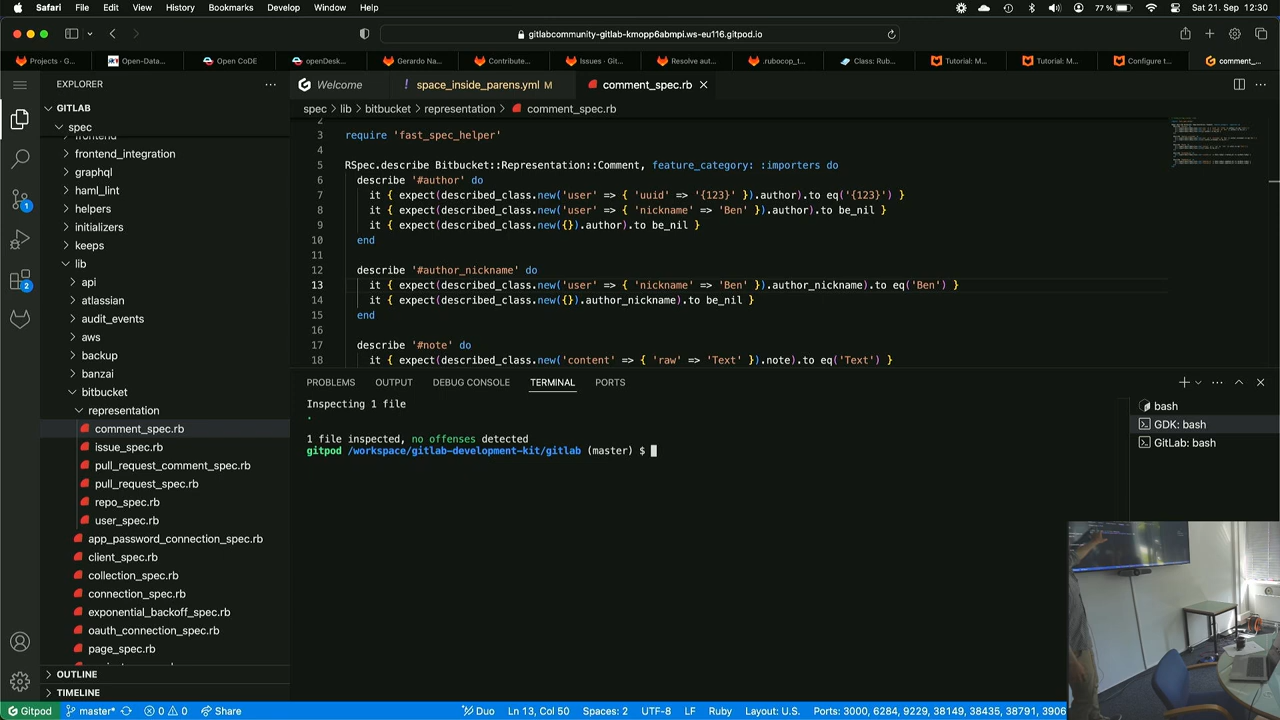 Safari File Edit View History Bookmarks Develop Window Help 77 % Sat 21. Sep. 12:30
gitlabcommunity-gitlab-kmopp6abmpi.ws-eu116.gitpod.io
Projects · G... Open-Data... Open CoDE openDesk... Gerardo Na... Contribute... Issues · Git... Resolve aut... .rubocop_t... Class: Rub... Tutorial: M... Tutorial: M... Configure t... comment_...
EXPLORER ...
Welcome
! space_inside_parens.yml M
comment_spec.rb
GITLAB
spec > lib > bitbucket > representation > comment_spec.rb
spec
frontend
frontend_integration
graphql
haml_lint
helpers
initializers
keeps
lib
api
atlassian
audit_events
aws
backup
banzai
bitbucket
representation
comment_spec.rb
issue_spec.rb
pull_request_comment_spec.rb
pull_request_spec.rb
repo_spec.rb
user_spec.rb
app_password_connection_spec.rb
client_spec.rb
collection_spec.rb
connection_spec.rb
exponential_backoff_spec.rb
oauth_connection_spec.rb
page_spec.rb
OUTLINE
TIMELINE
2
3 require 'fast_spec_helper'
4
5 RSpec.describe Bitbucket::Representation::Comment, feature_category: :importers do
6 describe '#author' do
7 it { expect(described_class.new('user' => { 'uuid' => '{123}' }).author).to eq('{123}') }
8 it { expect(described_class.new('user' => { 'nickname' => 'Ben' }).author).to be_nil }
9 it { expect(described_class.new({}).author).to be_nil }
10 end
11
12 describe '#author_nickname' do
13 it { expect(described_class.new('user' => { 'nickname' => 'Ben' }).author_nickname).to eq('Ben') }
14 it { expect(described_class.new({}).author_nickname).to be_nil }
15 end
16
17 describe '#note' do
18 it { expect(described_class.new('content' => { 'raw' => 'Text' }).note).to eq('Text') }
PROBLEMS OUTPUT DEBUG CONSOLE TERMINAL PORTS
Inspecting 1 file
.
1 file inspected, no offenses detected
gitpod /workspace/gitlab-development-kit/gitlab (master) $
bash
GDK: bash
GitLab: bash
1
2
Gitpod master* 0 0 Share Duo Ln 13, Col 50 Spaces: 2 UTF-8 LF Ruby Layout: U.S. Ports: 3000, 6284, 9229, 38149, 38435, 38791, 3906